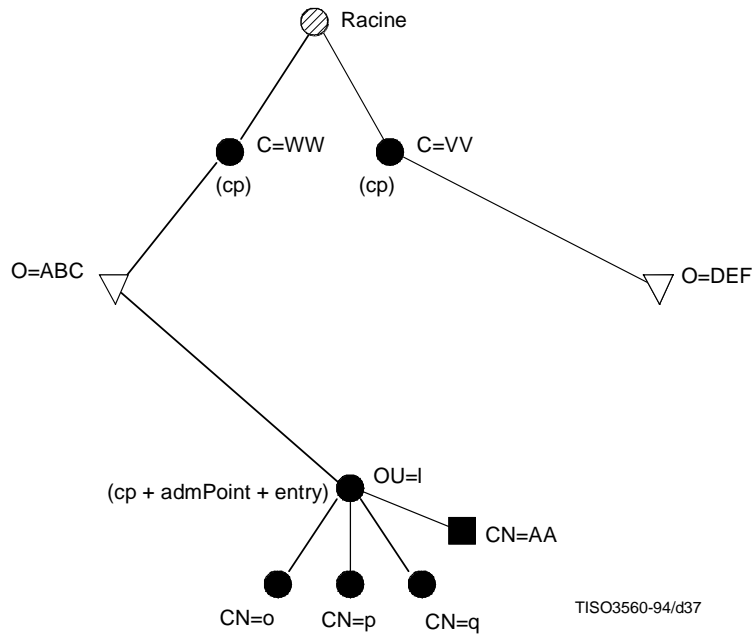 Racine
C=WW
C=VV
(cp)
(cp)
O=ABC
O=DEF
OU=I
(cp + admPoint + entry)
CN=AA
CN=o
CN=p
CN=q
TISO3560-94/d37